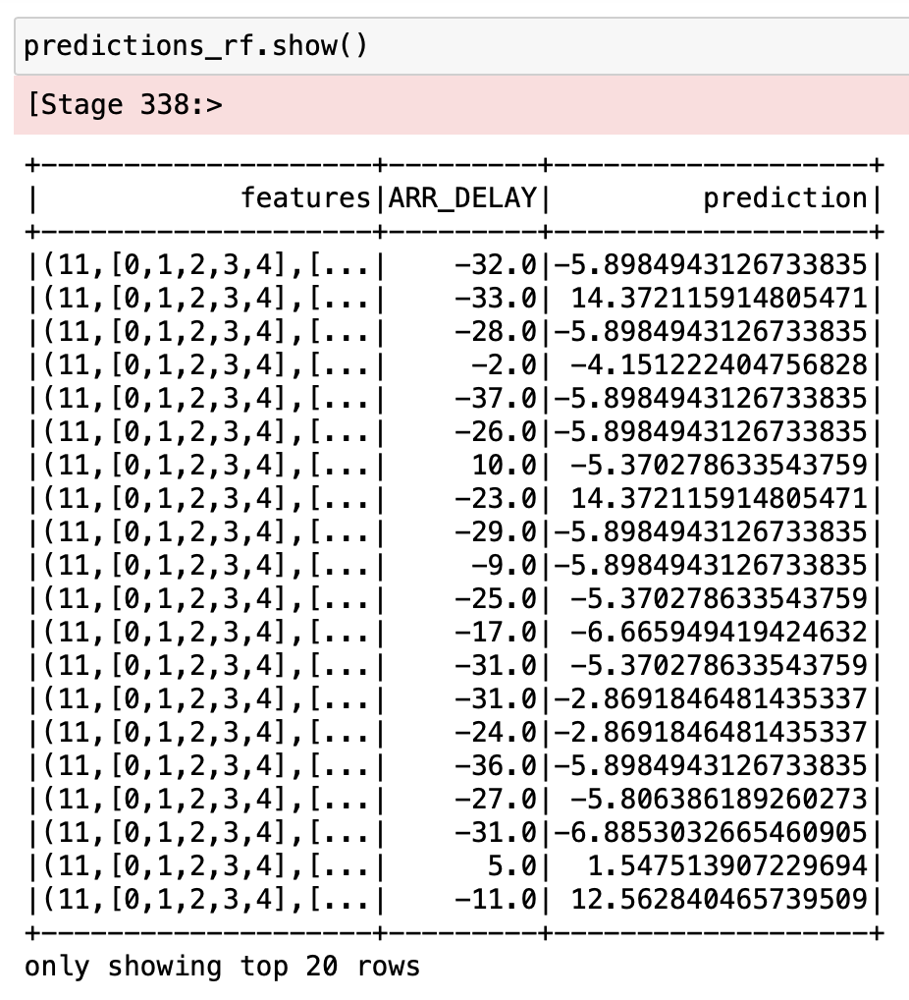 predictions_rf.show()
[Stage 338:>
+--------------------+---------+-------------------+
|            features|ARR_DELAY|         prediction|
+--------------------+---------+-------------------+
|(11,[0,1,2,3,4],[...|    -32.0|-5.8984943126733835|
|(11,[0,1,2,3,4],[...|    -33.0| 14.372115914805471|
|(11,[0,1,2,3,4],[...|    -28.0|-5.8984943126733835|
|(11,[0,1,2,3,4],[...|     -2.0| -4.151222404756828|
|(11,[0,1,2,3,4],[...|    -37.0|-5.8984943126733835|
|(11,[0,1,2,3,4],[...|    -26.0|-5.8984943126733835|
|(11,[0,1,2,3,4],[...|     10.0| -5.370278633543759|
|(11,[0,1,2,3,4],[...|    -23.0| 14.372115914805471|
|(11,[0,1,2,3,4],[...|    -29.0|-5.8984943126733835|
|(11,[0,1,2,3,4],[...|     -9.0|-5.8984943126733835|
|(11,[0,1,2,3,4],[...|    -25.0| -5.370278633543759|
|(11,[0,1,2,3,4],[...|    -17.0| -6.665949419424632|
|(11,[0,1,2,3,4],[...|    -31.0| -5.370278633543759|
|(11,[0,1,2,3,4],[...|    -31.0|-2.8691846481435337|
|(11,[0,1,2,3,4],[...|    -24.0|-2.8691846481435337|
|(11,[0,1,2,3,4],[...|    -36.0|-5.8984943126733835|
|(11,[0,1,2,3,4],[...|    -27.0| -5.806386189260273|
|(11,[0,1,2,3,4],[...|    -31.0|-6.8853032665460905|
|(11,[0,1,2,3,4],[...|      5.0|  1.547513907229694|
|(11,[0,1,2,3,4],[...|    -11.0| 12.562840465739509|
+--------------------+---------+-------------------+
only showing top 20 rows